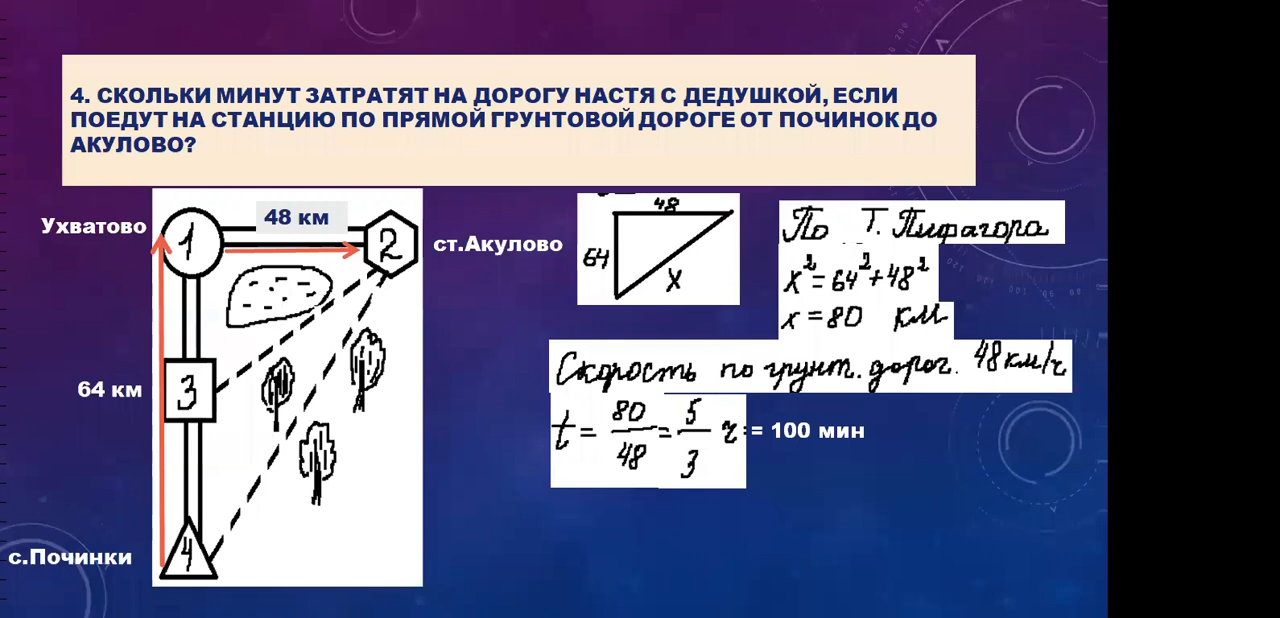 4. СКОЛЬКИ МИНУТ ЗАТРАТЯТ НА ДОРОГУ НАСТЯ С ДЕДУШКОЙ, ЕСЛИ
ПОЕДУТ НА СТАНЦИЮ ПО ПРЯМОЙ ГРУНТОВОЙ ДОРОГЕ ОТ ПОЧИНОК ДО
АКУЛОВО?
Ухватово
1
48 км
2
ст.Акулово
64 км
3
с.Починки
4
48
64
x
По Т. Пифагора
x²=64²+48²
x=80 км
Скорость по грунт. дорог. 48км/ч
t = 80/48 = 5/3 ч = 100 мин